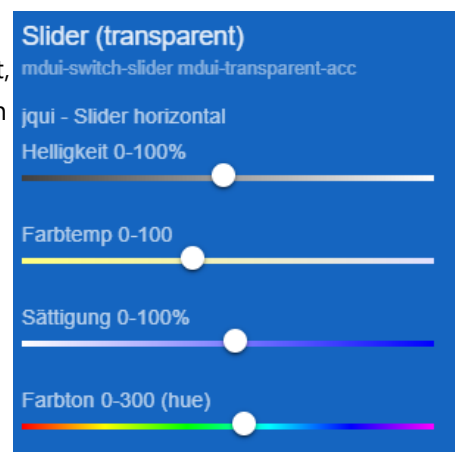 Slider (transparent)
t, mdui-switch-slider mdui-transparent-acc
n jqui - Slider horizontal
Helligkeit 0-100%
Farbtemp 0-100
Sättigung 0-100%
Farbton 0-300 (hue)